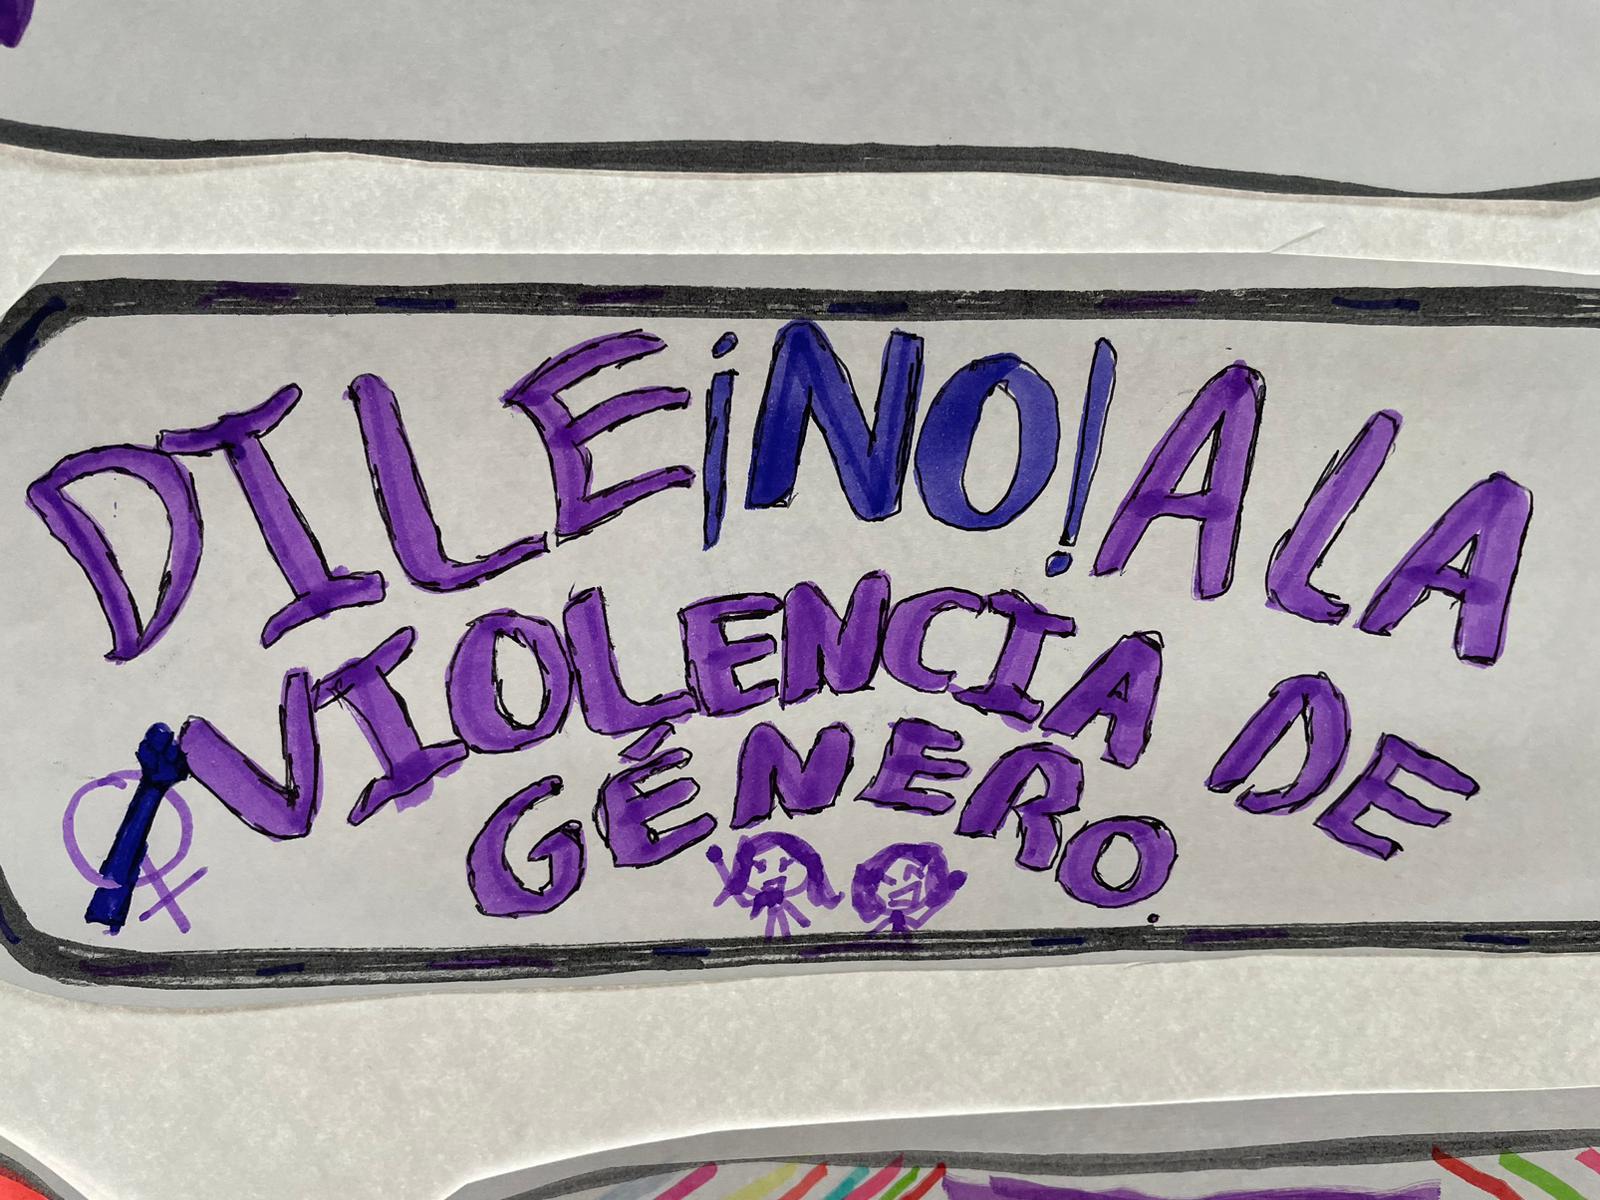 DILE ¡NO! A LA
VIOLENCIA DE
GÉNERO.